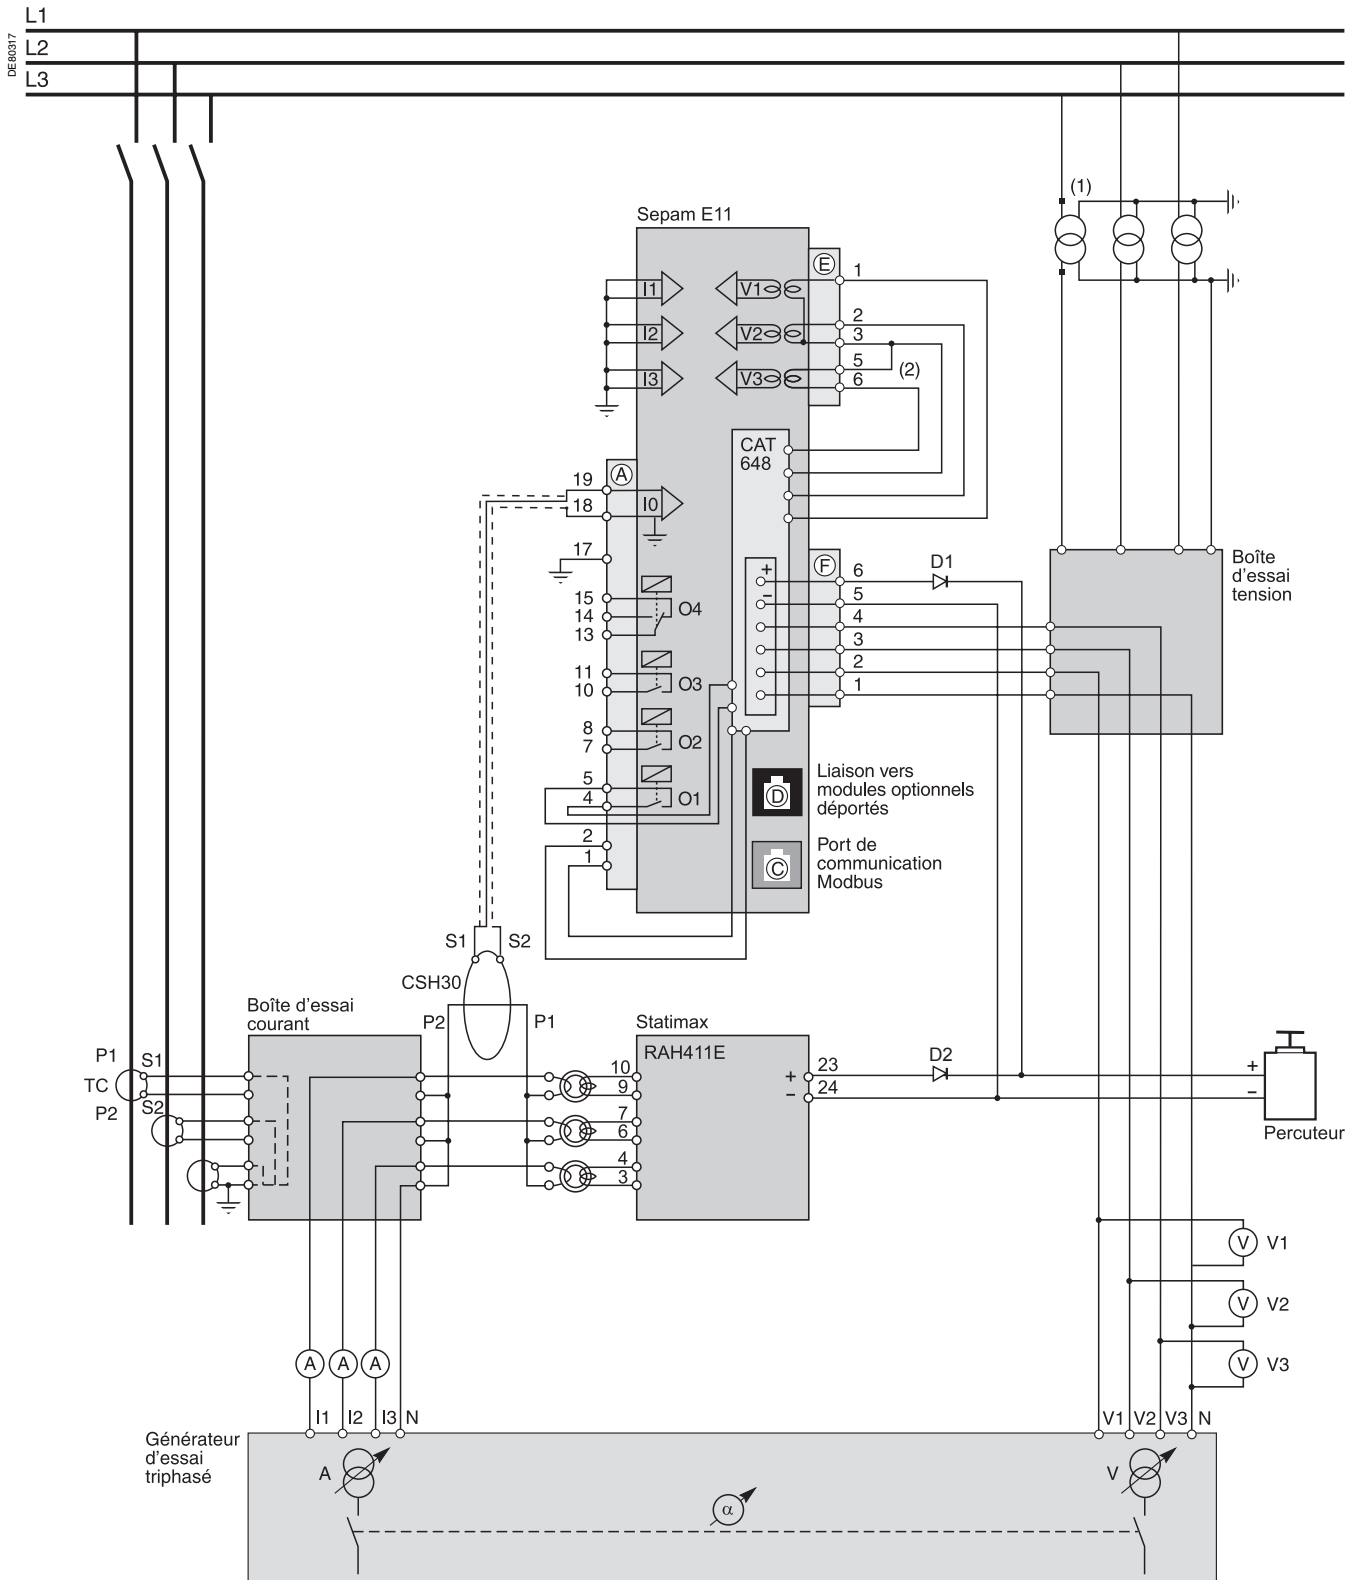 L1
DE80317
L2
L3
(1)
Sepam E11
E
1
I1
V1
2
I2
V2
3
5
(2)
I3
V3
6
CAT
648
A
19
18
I0
17
F
+
6
D1
−
5
4
3
2
1
Boîte
d'essai
tension
15
14
O4
13
11
O3
10
8
7
O2
5
4
O1
2
1
D
Liaison vers
modules optionnels
déportés
C
Port de
communication
Modbus
S1
S2
CSH30
Boîte d'essai
courant
P2
P1
Statimax
RAH411E
P1
S1
TC
P2
S2
10
9
7
6
4
3
+
23
−
24
D2
+
−
Percuteur
V
V1
V
V2
V
V3
A
A
A
I1
I2
I3
N
V1
V2
V3
N
Générateur
d'essai
triphasé
A
V
α